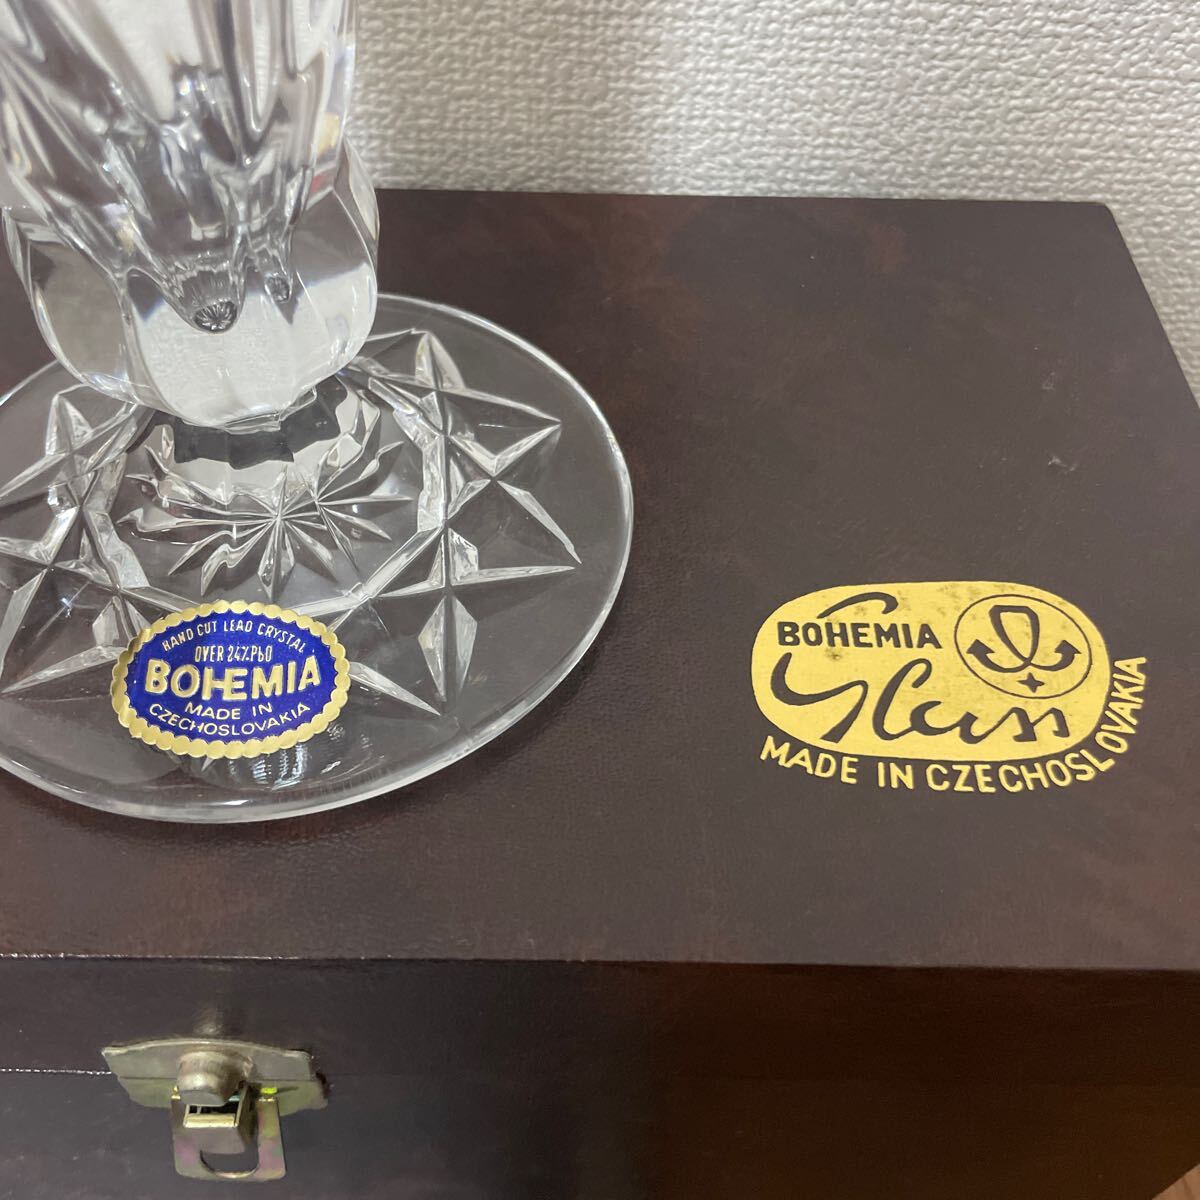 HAND CUT LEAD CRYSTAL
OVER 24% PbO
BOHEMIA
MADE IN
CZECHOSLOVAKIA
BOHEMIA
Glass
MADE IN CZECHOSLOVAKIA